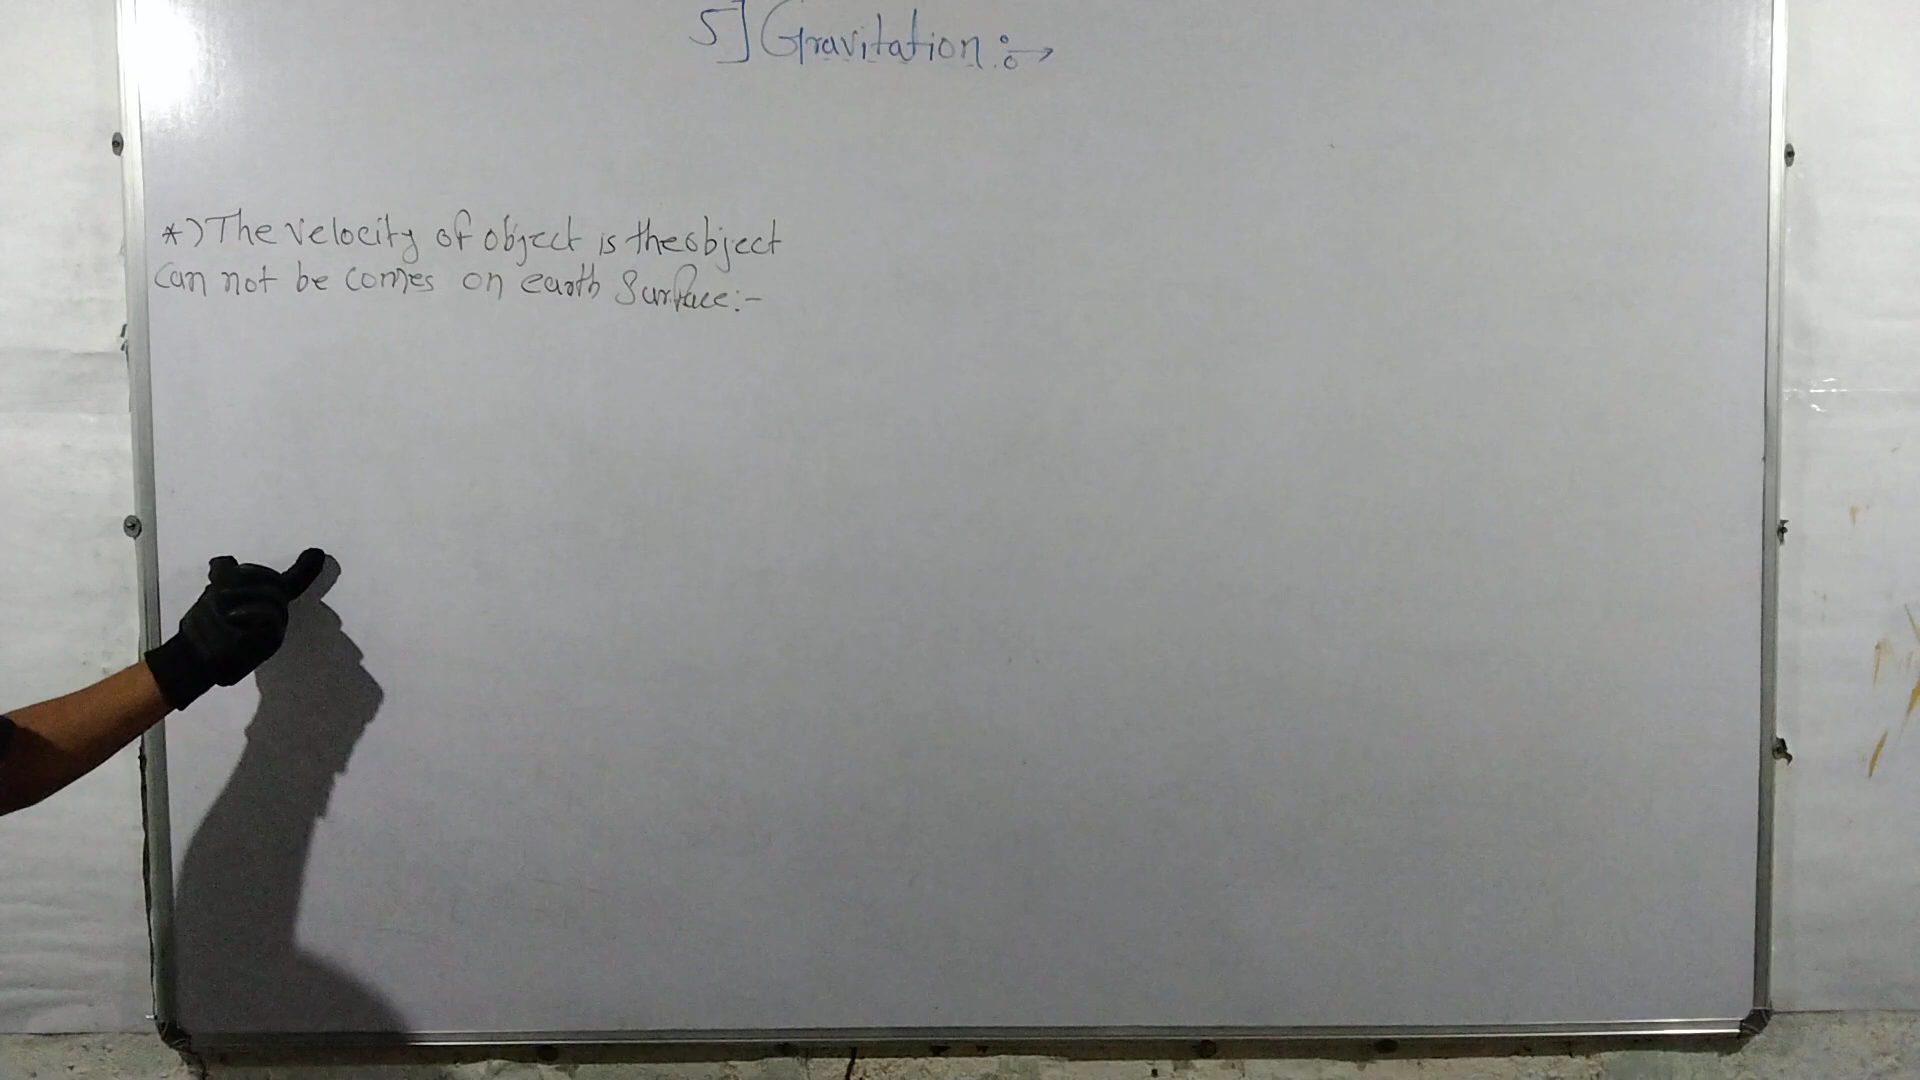 5] Gravitation :→
*) The velocity of object is the object
can not be comes on earth surface:-